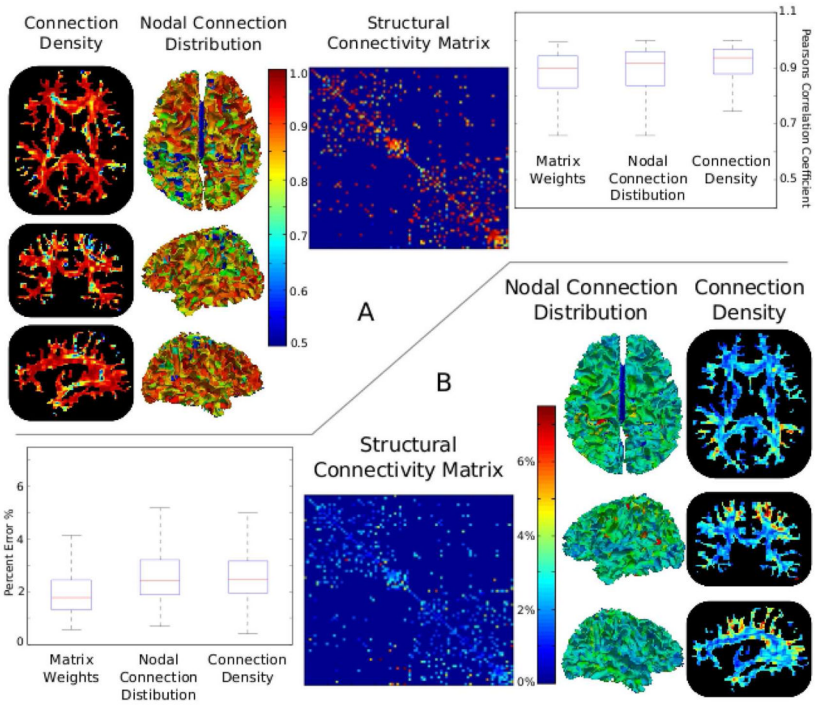 Connection
Density
Nodal Connection
Distribution
Structural
Connectivity Matrix
1.0
0.9
0.8
0.7
0.6
0.5
1.1
0.9
0.7
0.5
Pearsons Correlation Coefficient
Matrix
Weights
Nodal
Connection
Distibution
Connection
Density
A
B
Nodal Connection
Distribution
Connection
Density
Structural
Connectivity Matrix
6%
4%
2%
0%
Percent Error %
6
4
2
0
Matrix
Weights
Nodal
Connection
Distibution
Connection
Density